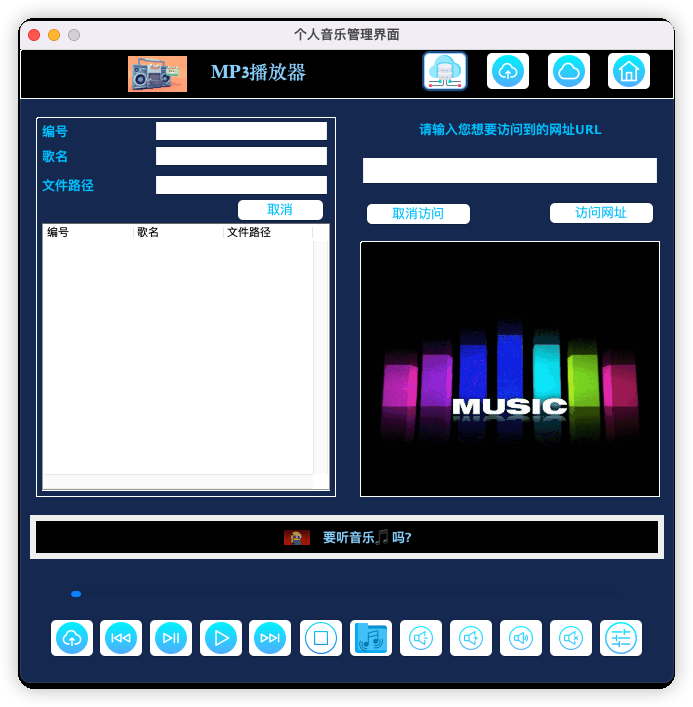 个人音乐管理界面
MP3播放器
编号
歌名
文件路径
取消
编号 歌名 文件路径
请输入您想要访问到的网址URL
取消访问 访问网址
MUSIC
要听音乐🎵吗?